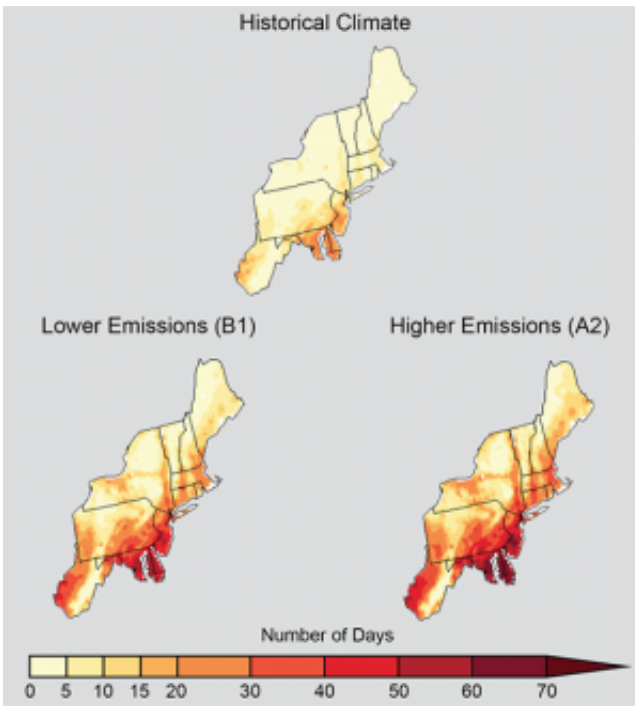 Historical Climate
Lower Emissions (B1)
Higher Emissions (A2)
Number of Days
0 5 10 15 20 30 40 50 60 70